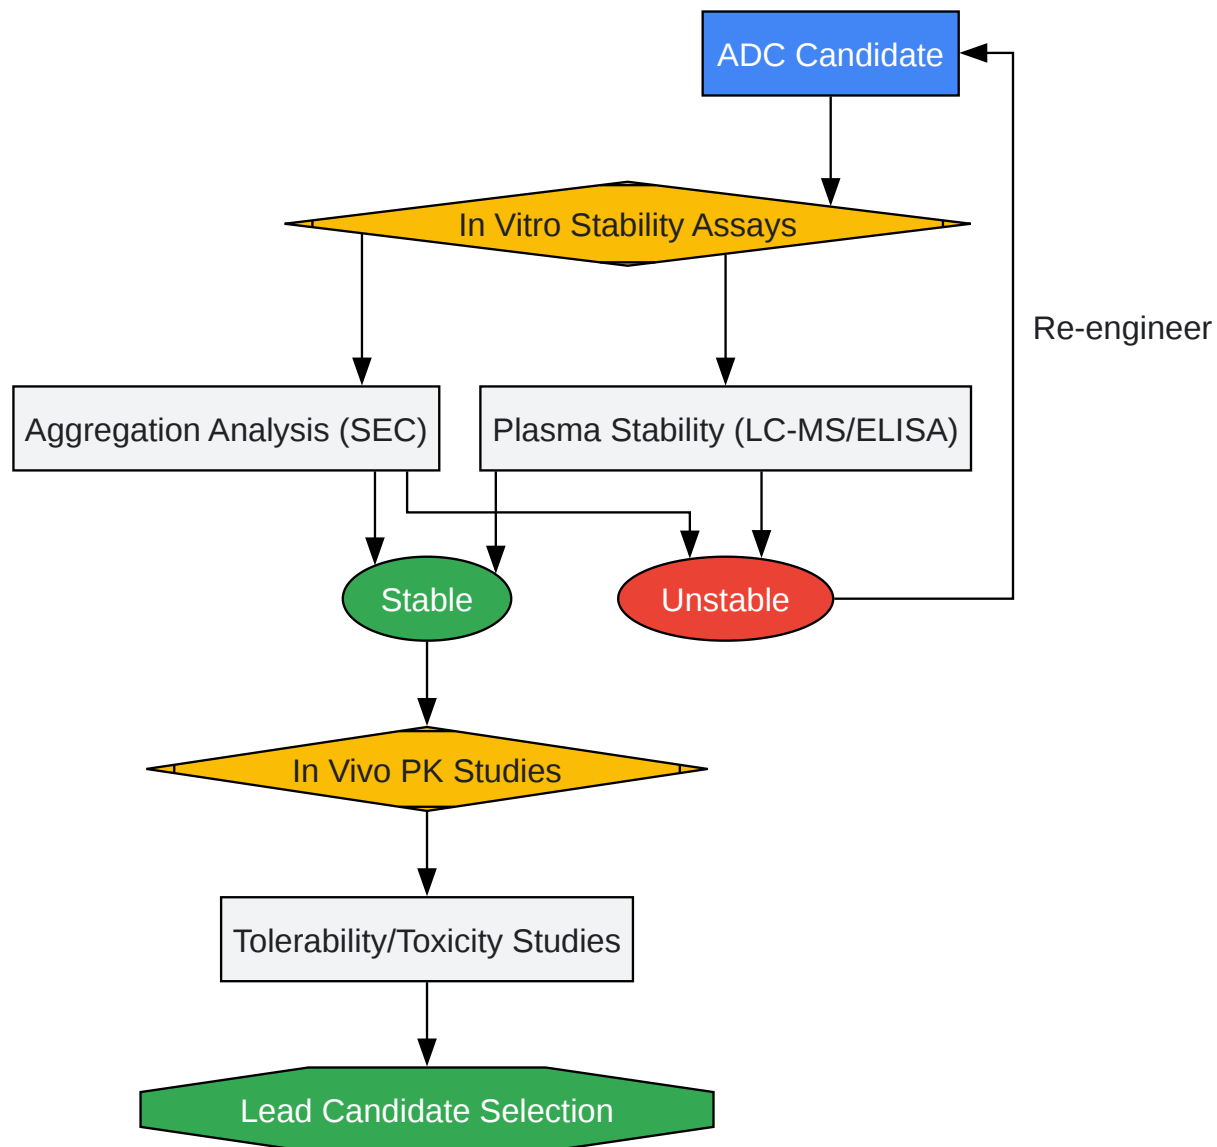 ADC Candidate
In Vitro Stability Assays
Re-engineer
Aggregation Analysis (SEC)
Plasma Stability (LC-MS/ELISA)
Stable
Unstable
In Vivo PK Studies
Tolerability/Toxicity Studies
Lead Candidate Selection